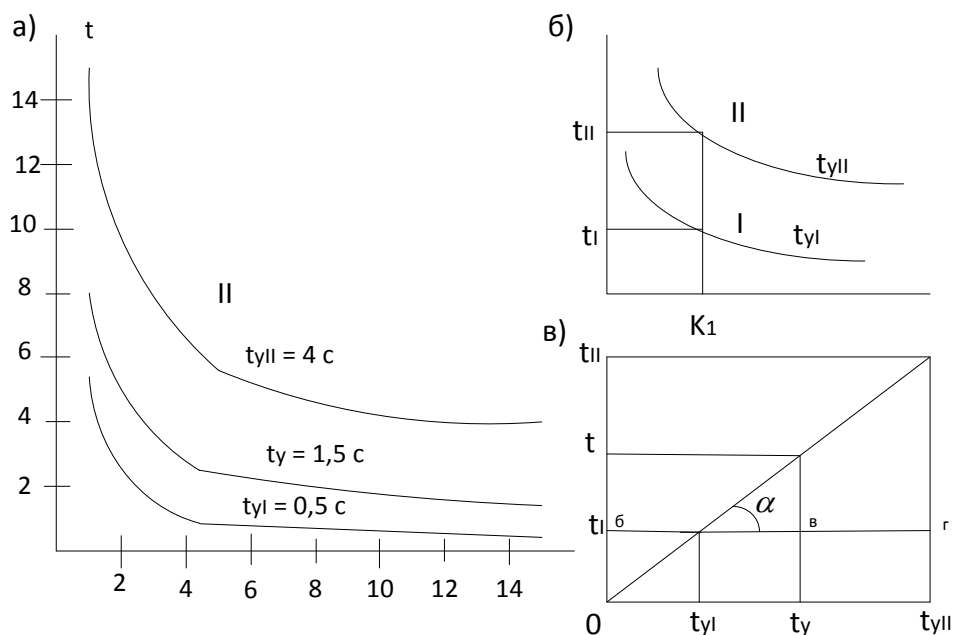 а)
t
14
12
10
8
6
4
2
II
tуII = 4 c
tу = 1,5 c
tуI = 0,5 c
2 4 6 8 10 12 14
б)
tII
II
tуII
tI
I
tуI
K1
в)
tII
t
tI
б
α
в
г
0
tуI
tу
tуII